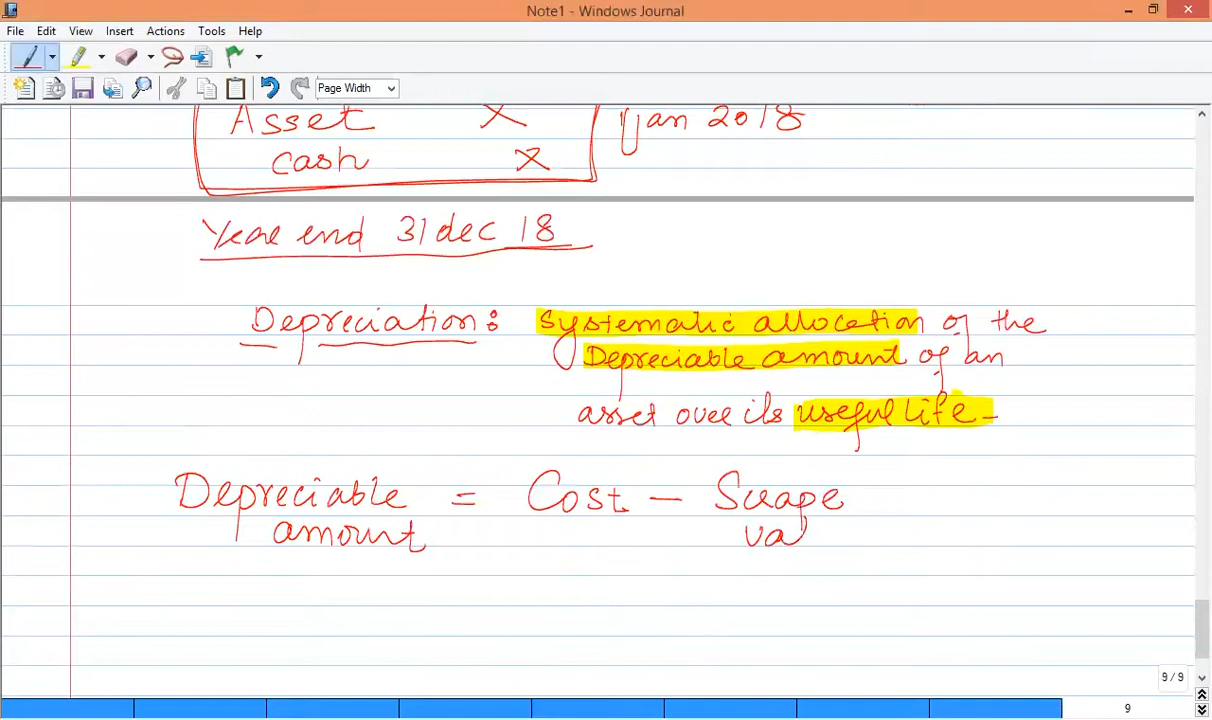 Note1 - Windows Journal
File Edit View Insert Actions Tools Help
Page Width
Asset X Jan 2018
cash X
Year end 31 dec 18
Depreciation: Systematic allocation of the
Depreciable amount of an
asset over its useful life-
Depreciable = Cost - Scrape
amount va
9 / 9
9